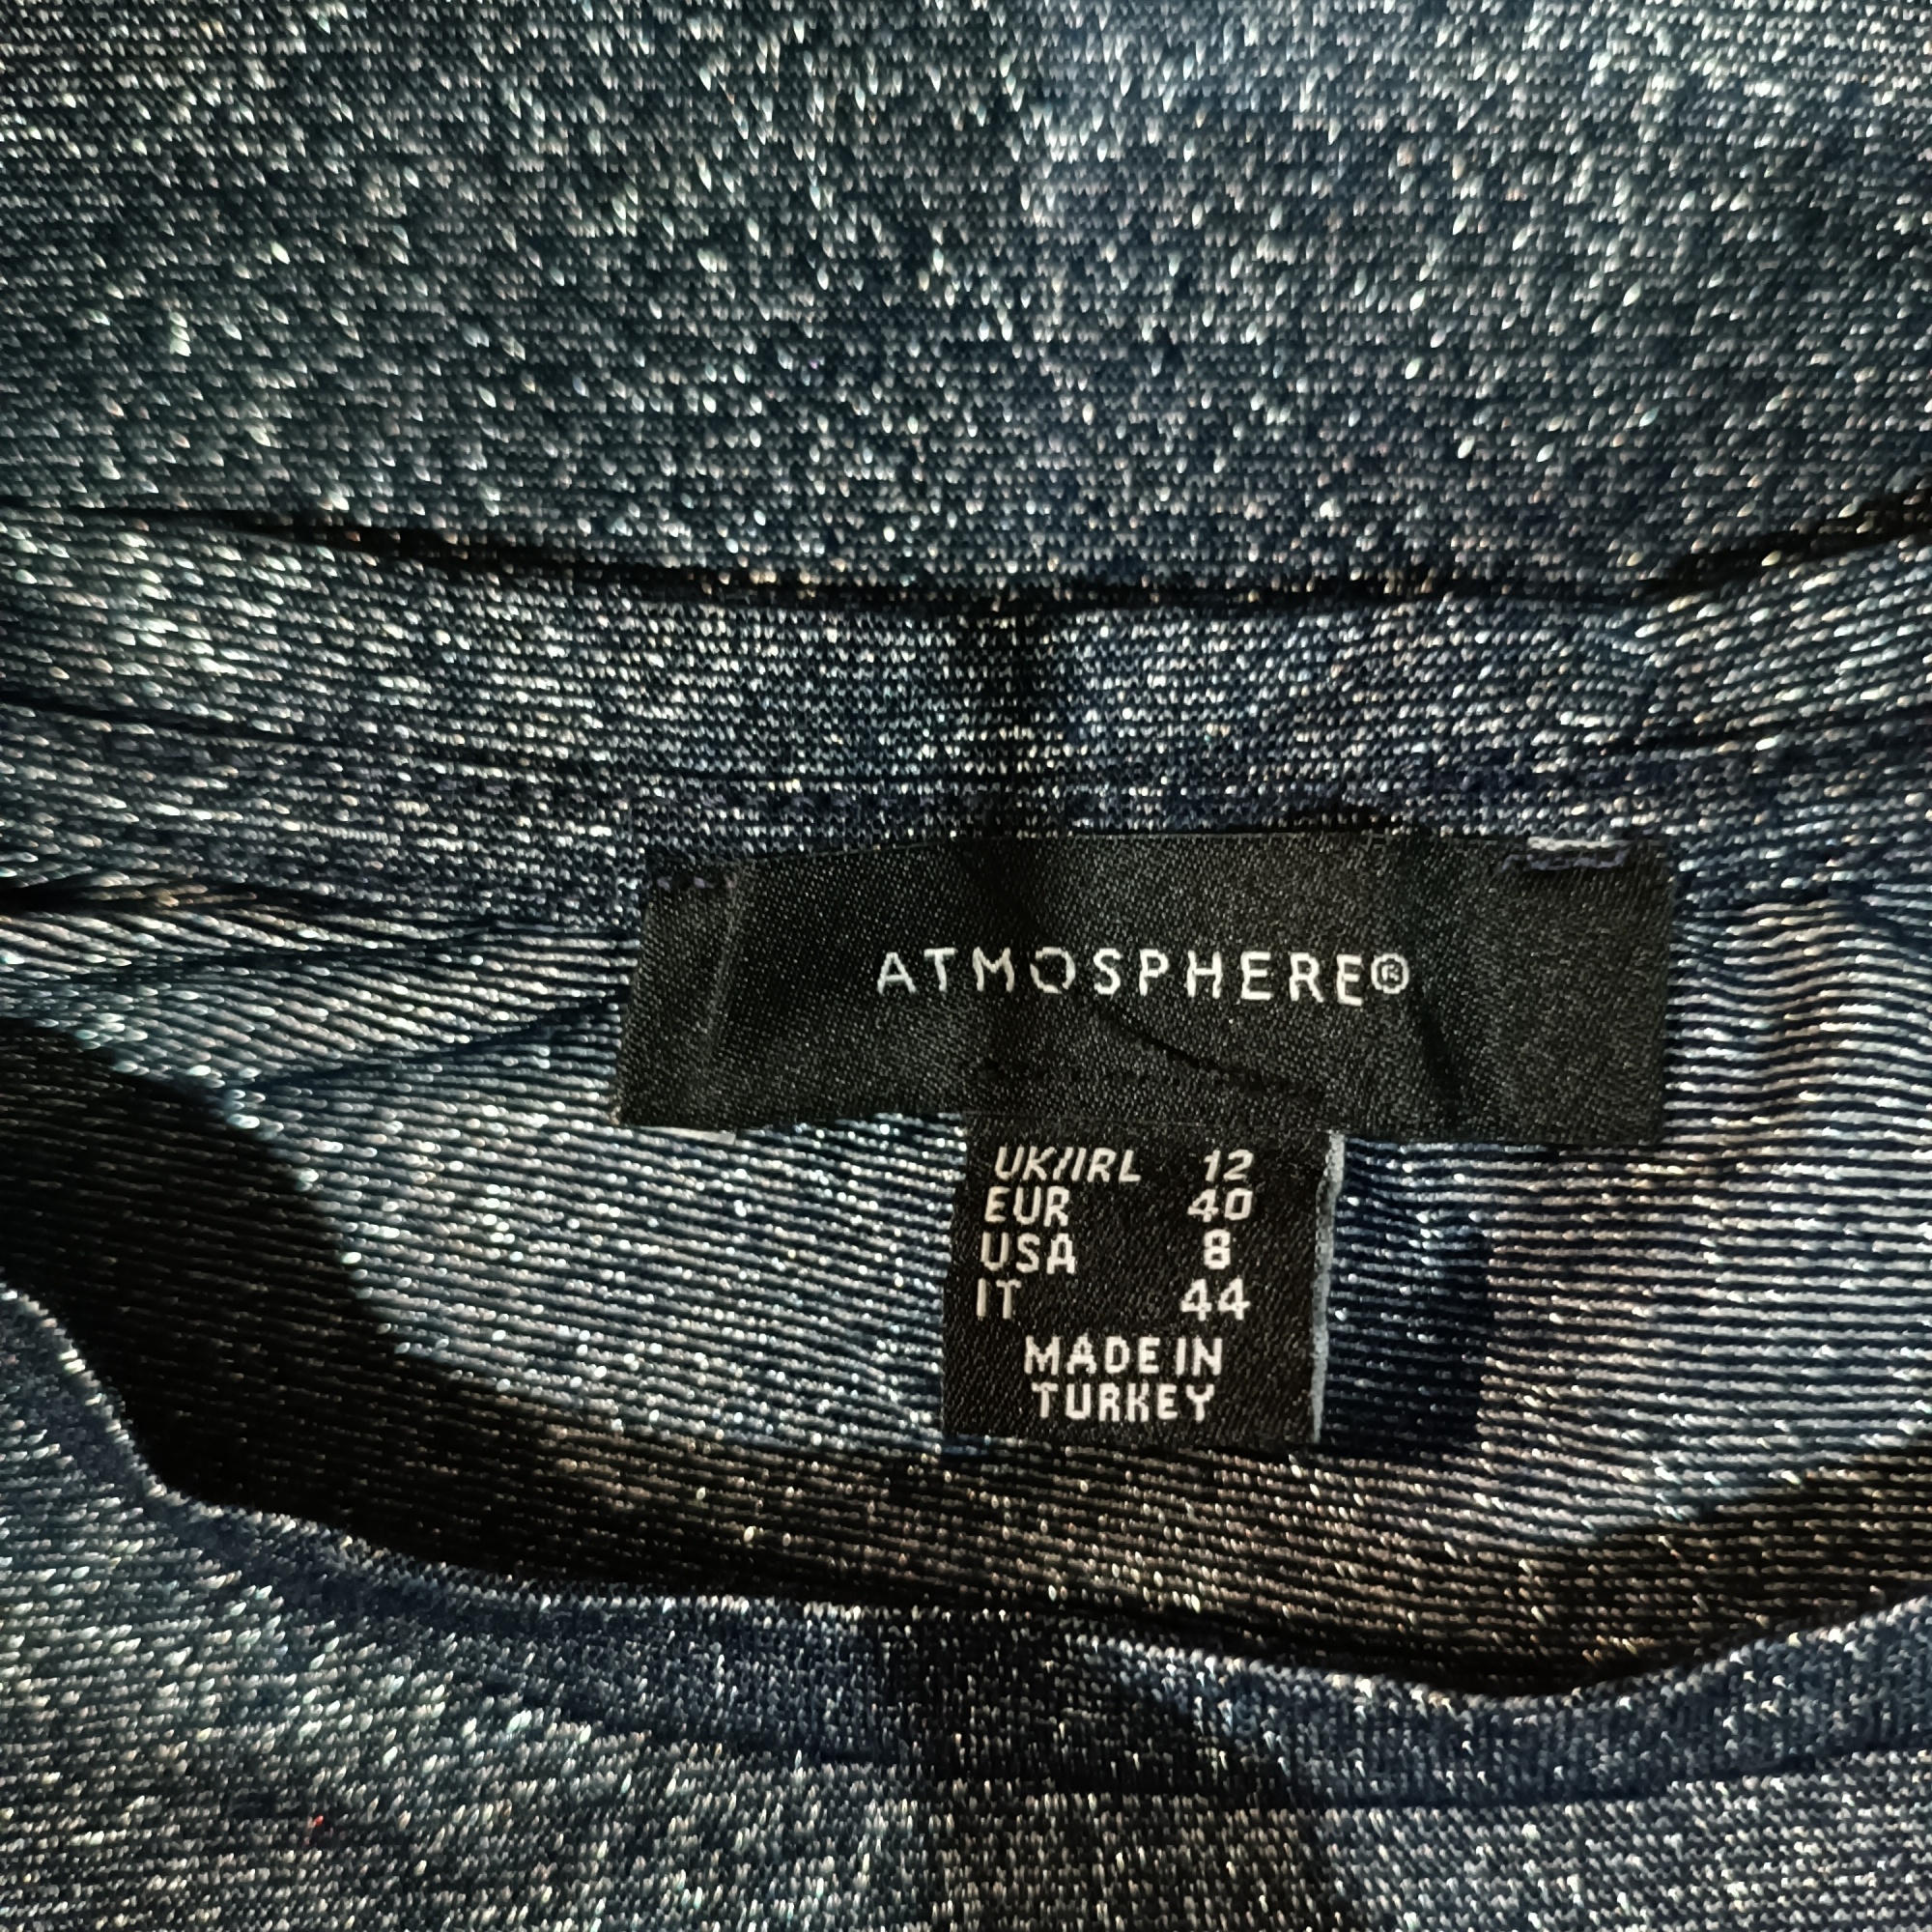 ATMOSPHERE®
UK/IRL 12
EUR 40
USA 8
IT 44
MADE IN
TURKEY